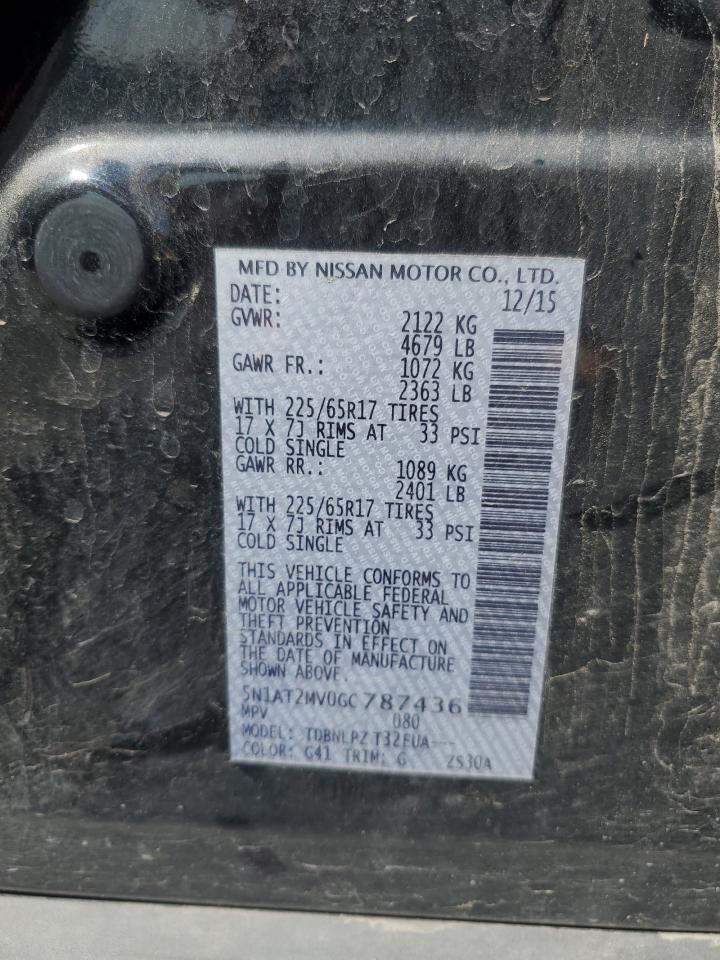 MFD BY NISSAN MOTOR CO., LTD.
DATE: 12/15
GVWR: 2122 KG
4679 LB
GAWR FR.: 1072 KG
2363 LB
WITH 225/65R17 TIRES
17 X 7J RIMS AT 33 PSI
COLD SINGLE
GAWR RR.: 1089 KG
2401 LB
WITH 225/65R17 TIRES
17 X 7J RIMS AT 33 PSI
COLD SINGLE
THIS VEHICLE CONFORMS TO
ALL APPLICABLE FEDERAL
MOTOR VEHICLE SAFETY AND
THEFT PREVENTION
STANDARDS IN EFFECT ON
THE DATE OF MANUFACTURE
SHOWN ABOVE.
5N1AT2MV0GC787436
MPV 080
MODEL: TDBNLPZ T32EUA---
COLOR: G41 TRIM: G ZS30A